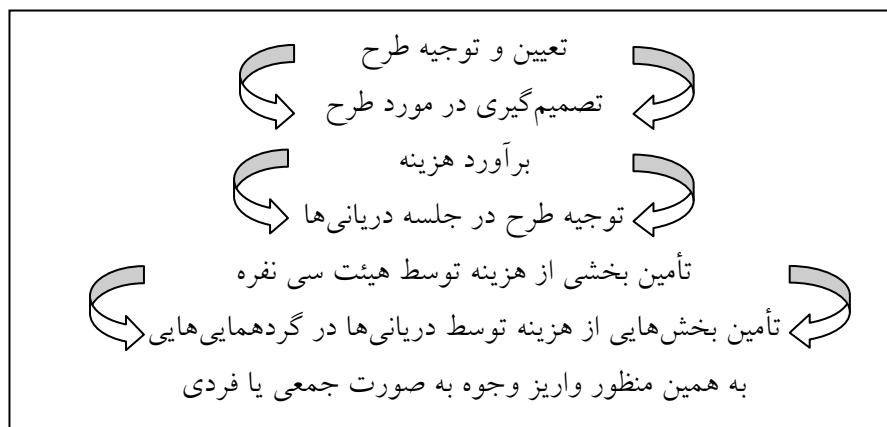 تعیین و توجیه طرح
تصمیم‌گیری در مورد طرح
برآورد هزینه
توجیه طرح در جلسه دریانی‌ها
تأمین بخشی از هزینه توسط هیئت سی نفره
تأمین بخش‌هایی از هزینه توسط دریانی‌ها در گردهمایی‌هایی
به همین منظور واریز وجوه به صورت جمعی یا فردی